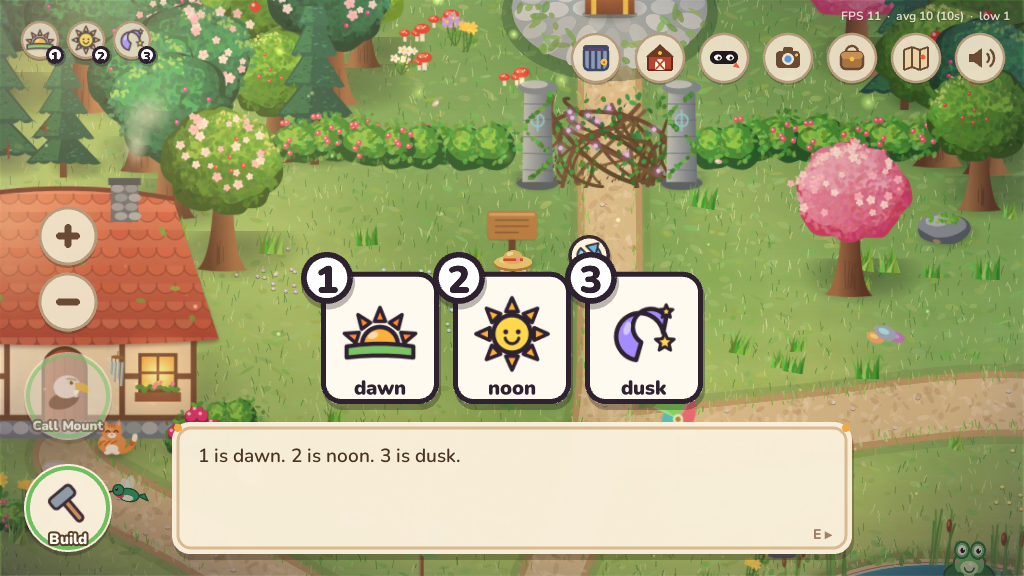 FPS 11 · avg 10 (10s) · low 1
1 2 3
1 2 3
dawn noon dusk
Call Mount
1 is dawn. 2 is noon. 3 is dusk.
Build
E ▶